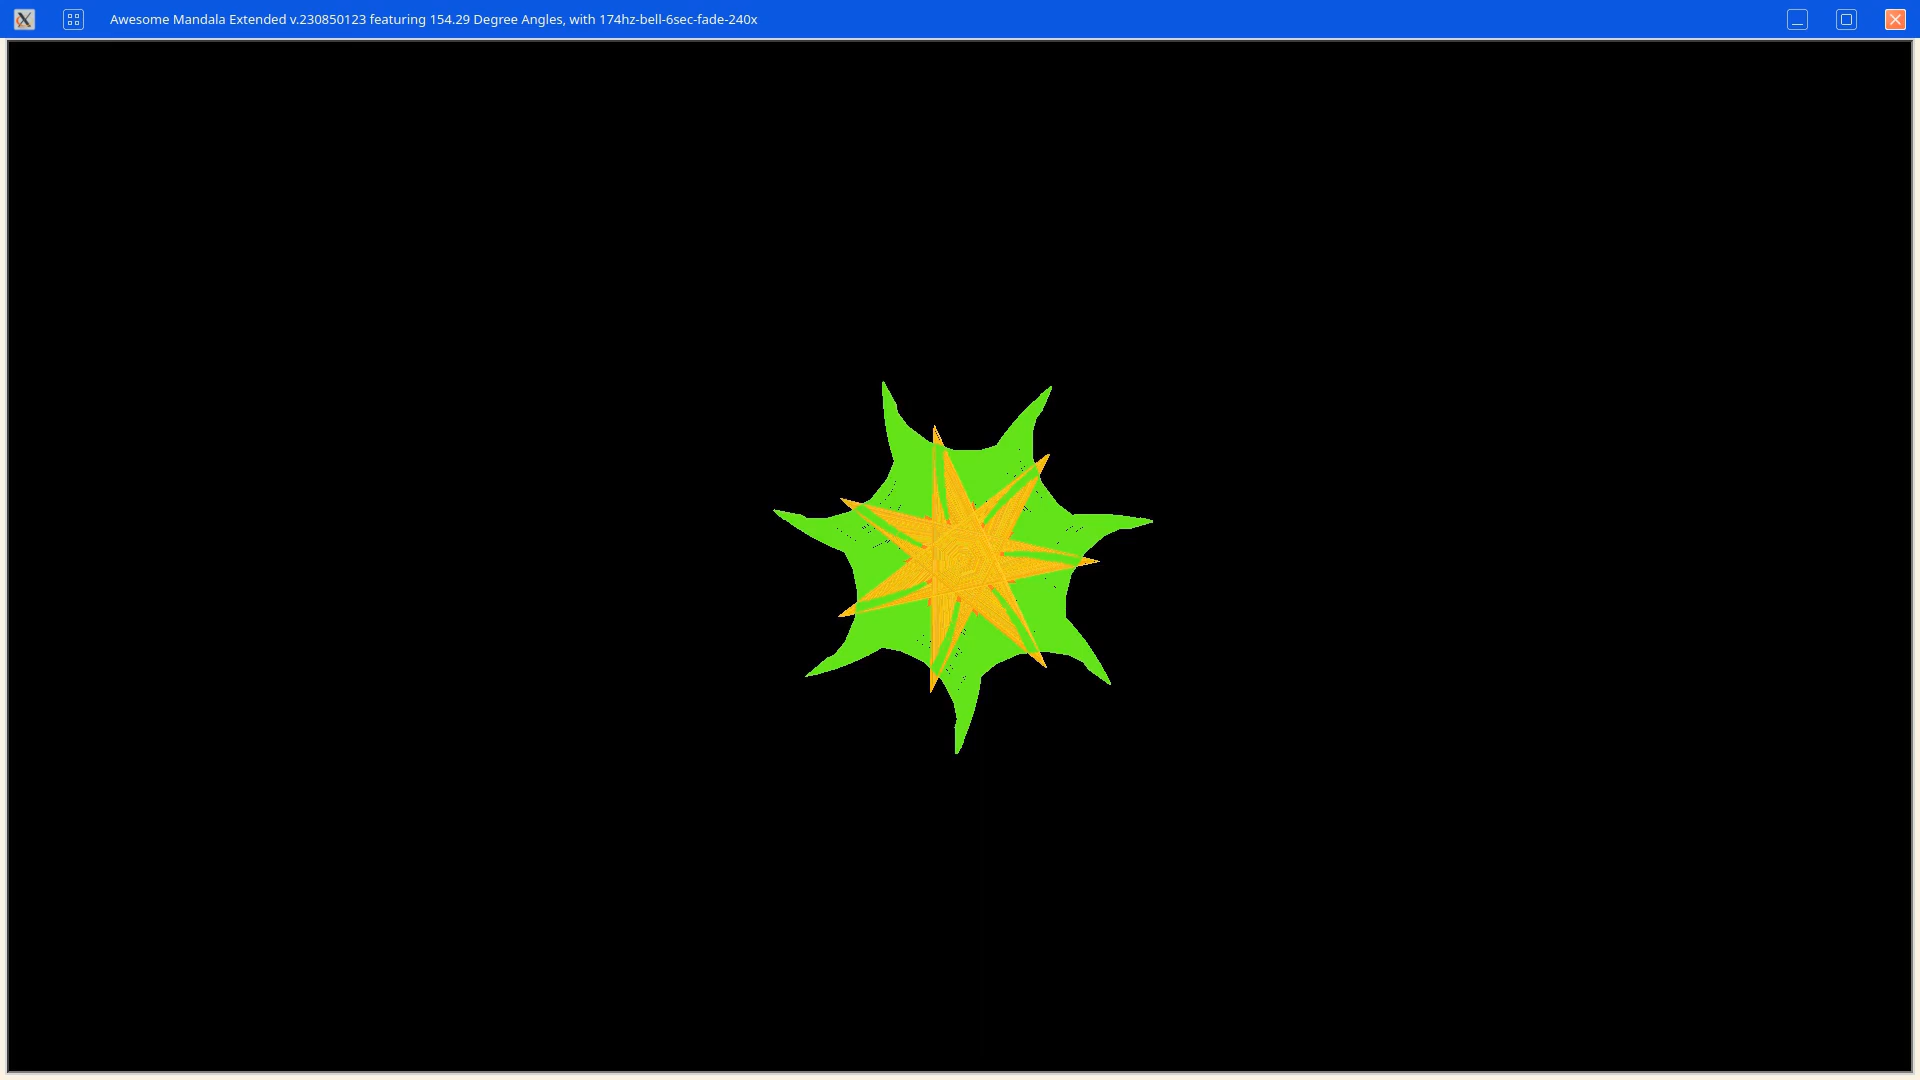 Awesome Mandala Extended v.230850123 featuring 154.29 Degree Angles, with 174hz-bell-6sec-fade-240x